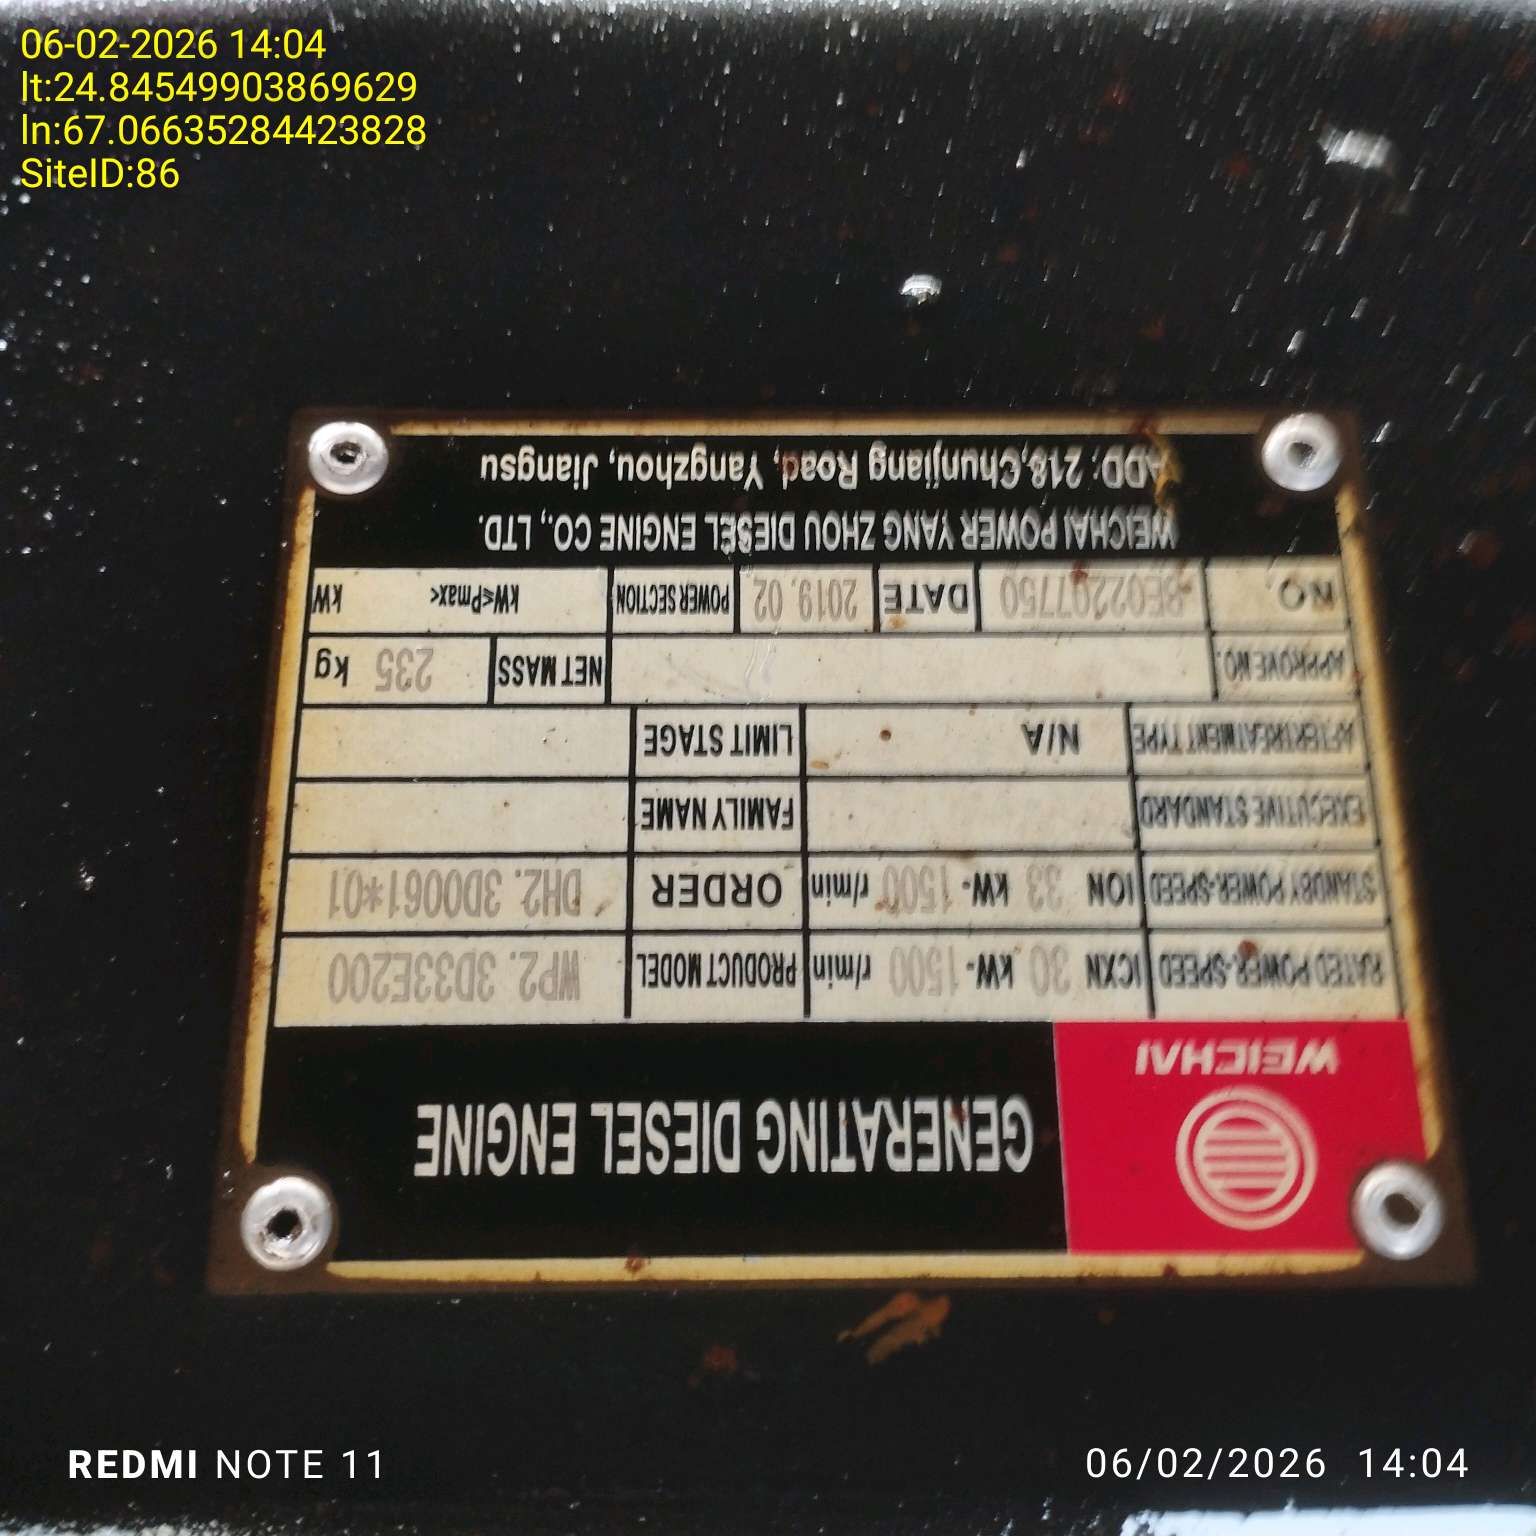 06-02-2026 14:04
lt:24.84549903869629
ln:67.06635284423828
SiteID:86
WEICHAI
GENERATING DIESEL ENGINE
RATED POWER-SPEED ICXN 30 kW-1500 r/min PRODUCT MODEL WP2. 3D33E200
STANDBY POWER-SPEED ION 33 kW-1500 r/min ORDER DH2. 3D0061*01
EXECUTIVE STANDARD FAMILY NAME
AFTERTREATMENT TYPE N/A LIMIT STAGE
APPROVE NO. NET MASS 235 kg
NO. DATE 2019.02 POWER SECTION kW≤Pmax< kW
WEICHAI POWER YANG ZHOU DIESEL ENGINE CO., LTD.
ADD: 218,Chunjiang Road, Yangzhou, Jiangsu
REDMI NOTE 11
06/02/2026 14:04